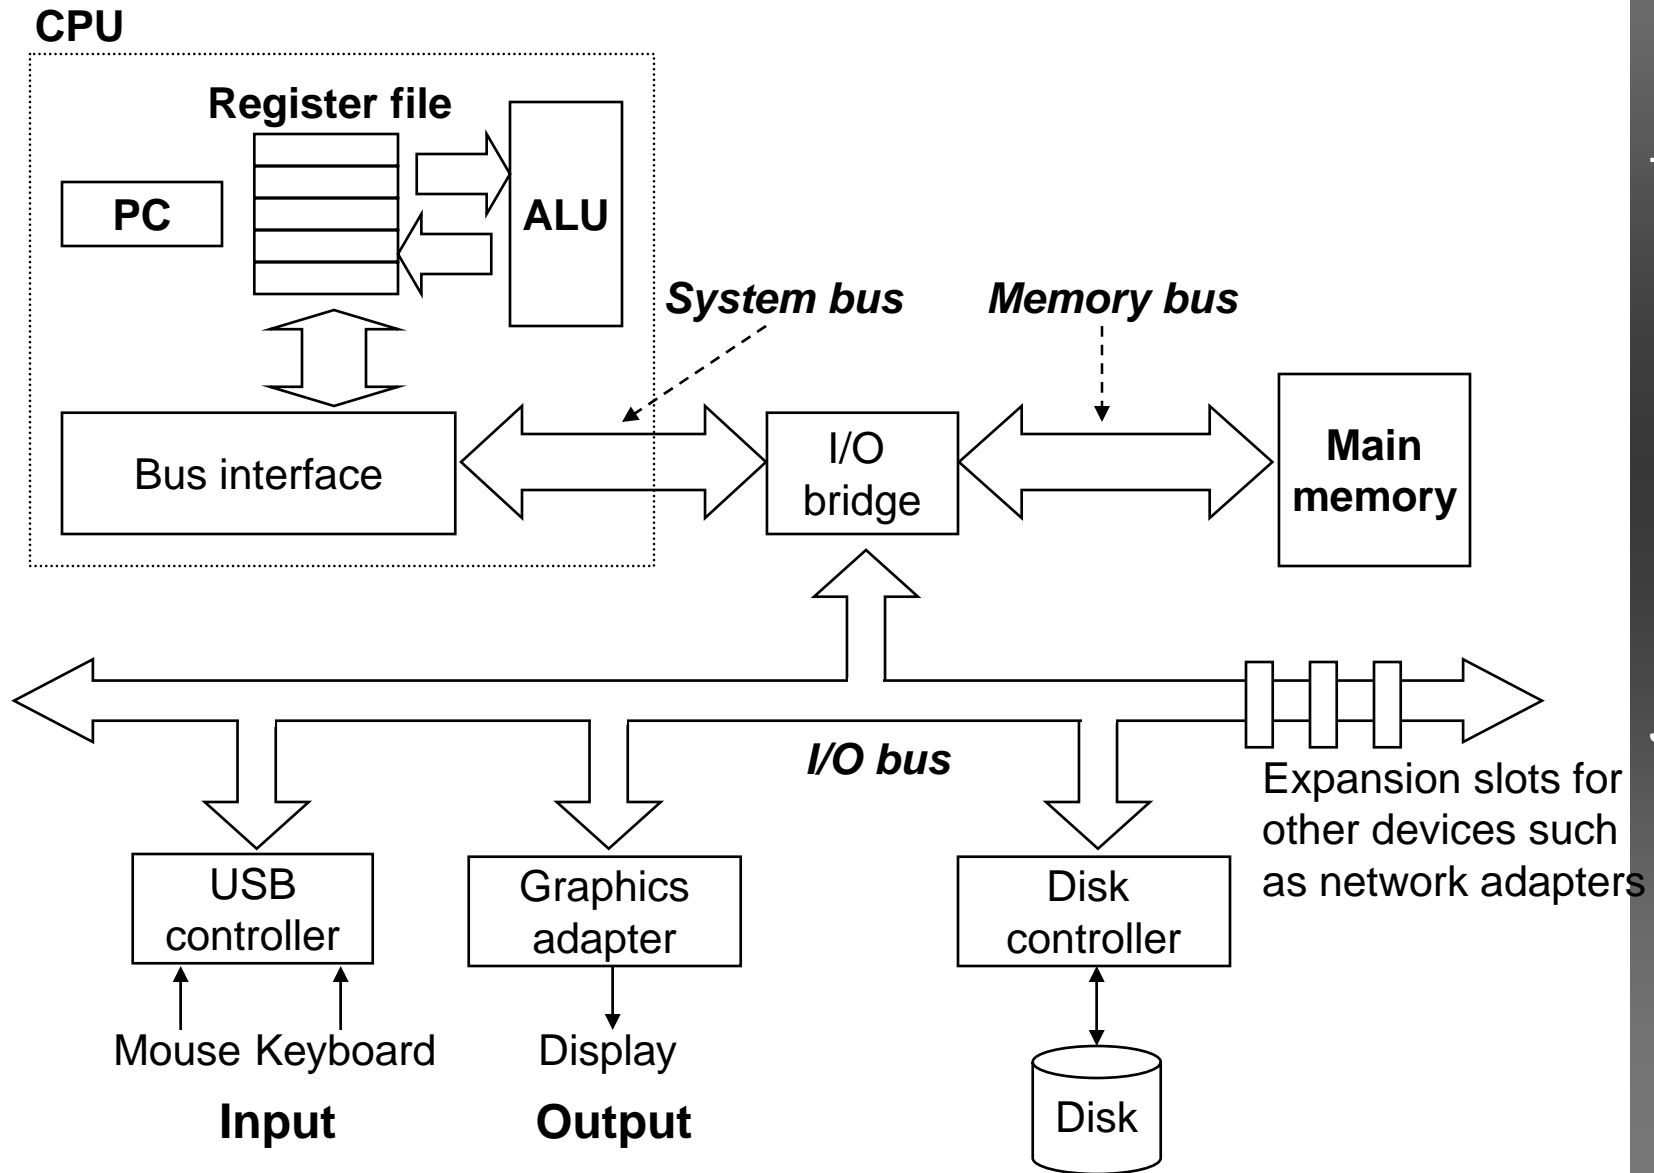 CPU
Register file
PC
ALU
System bus
Memory bus
Bus interface
I/O
bridge
Main
memory
I/O bus
Expansion slots for
other devices such
as network adapters
USB
controller
Graphics
adapter
Disk
controller
Mouse Keyboard
Display
Disk
Input
Output